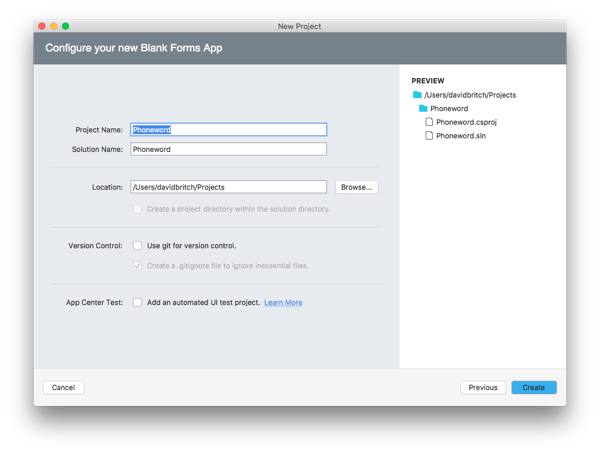 New Project
Configure your new Blank Forms App
Project Name: Phoneword
Solution Name: Phoneword
Location: /Users/davidbritch/Projects Browse...
Create a project directory within the solution directory.
Version Control: Use git for version control.
Create a .gitignore file to ignore inessential files.
App Center Test: Add an automated UI test project. Learn More
PREVIEW
/Users/davidbritch/Projects
Phoneword
Phoneword.csproj
Phoneword.sln
Cancel Previous Create